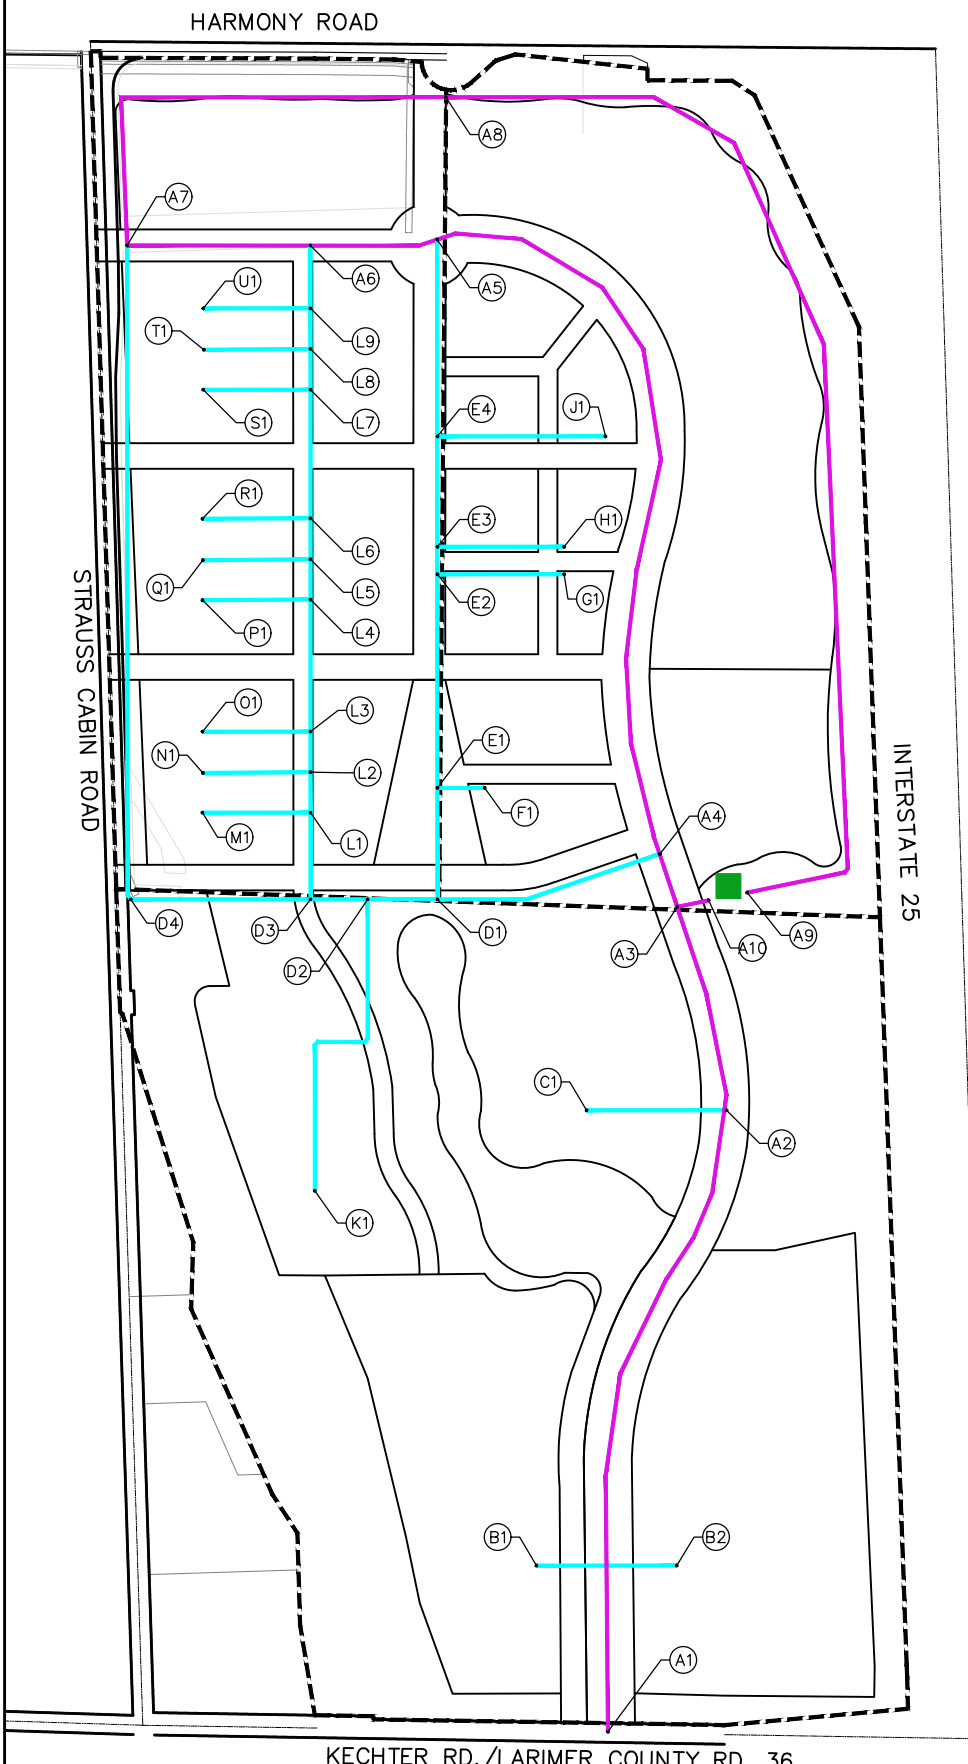 HARMONY ROAD
A8
A7
A6
A5
U1
T1
L9
L8
S1
L7
E4
J1
R1
E3
H1
L6
Q1
L5
E2
G1
P1
L4
STRAUSS CABIN ROAD
O1
L3
N1
L2
E1
INTERSTATE 25
M1
L1
F1
A4
D4
D3
D1
A9
A10
A3
D2
C1
A2
K1
B1
B2
A1
KECHTER RD./LARIMER COUNTY RD. 36